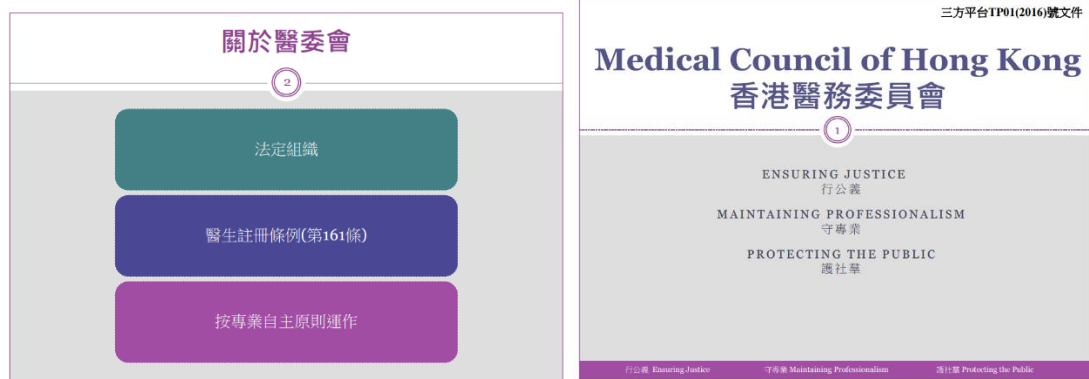 關於醫委會
2
法定組織
醫生註冊條例(第161條)
按專業自主原則運作
三方平台TP01(2016)號文件
Medical Council of Hong Kong
香港醫務委員會
1
ENSURING JUSTICE
行公義
MAINTAINING PROFESSIONALISM
守專業
PROTECTING THE PUBLIC
護社羣
行公義 Ensuring Justice 守專業 Maintaining Professionalism 護社羣 Protecting the Public